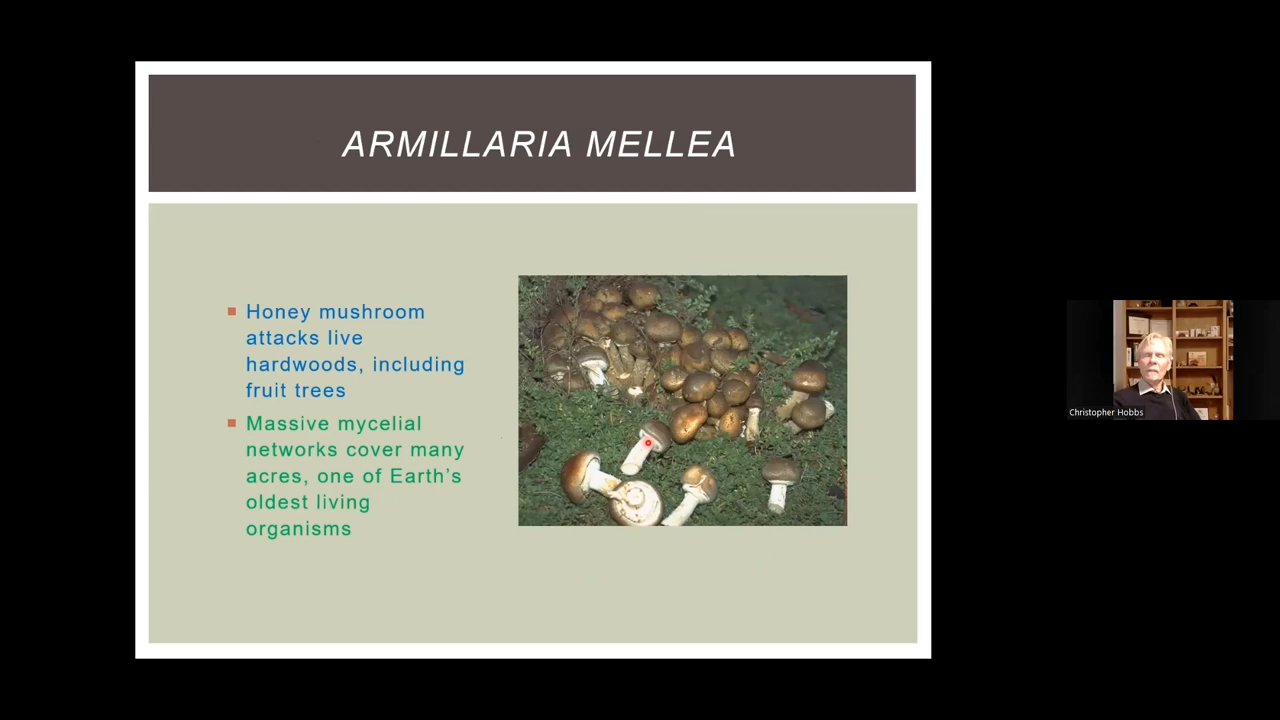 ARMILLARIA MELLEA
Honey mushroom
attacks live
hardwoods, including
fruit trees
Massive mycelial
networks cover many
acres, one of Earth’s
oldest living
organisms
Christopher Hobbs